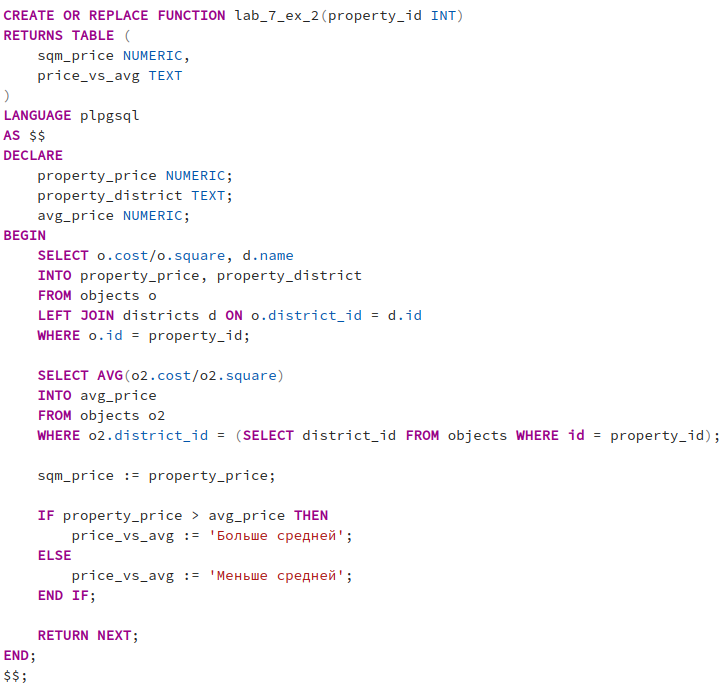 CREATE OR REPLACE FUNCTION lab_7_ex_2(property_id INT)
RETURNS TABLE (
    sqm_price NUMERIC,
    price_vs_avg TEXT
)
LANGUAGE plpgsql
AS $$
DECLARE
    property_price NUMERIC;
    property_district TEXT;
    avg_price NUMERIC;
BEGIN
    SELECT o.cost/o.square, d.name
    INTO property_price, property_district
    FROM objects o
    LEFT JOIN districts d ON o.district_id = d.id
    WHERE o.id = property_id;

    SELECT AVG(o2.cost/o2.square)
    INTO avg_price
    FROM objects o2
    WHERE o2.district_id = (SELECT district_id FROM objects WHERE id = property_id);

    sqm_price := property_price;

    IF property_price > avg_price THEN
        price_vs_avg := 'Больше средней';
    ELSE
        price_vs_avg := 'Меньше средней';
    END IF;

    RETURN NEXT;
END;
$$;